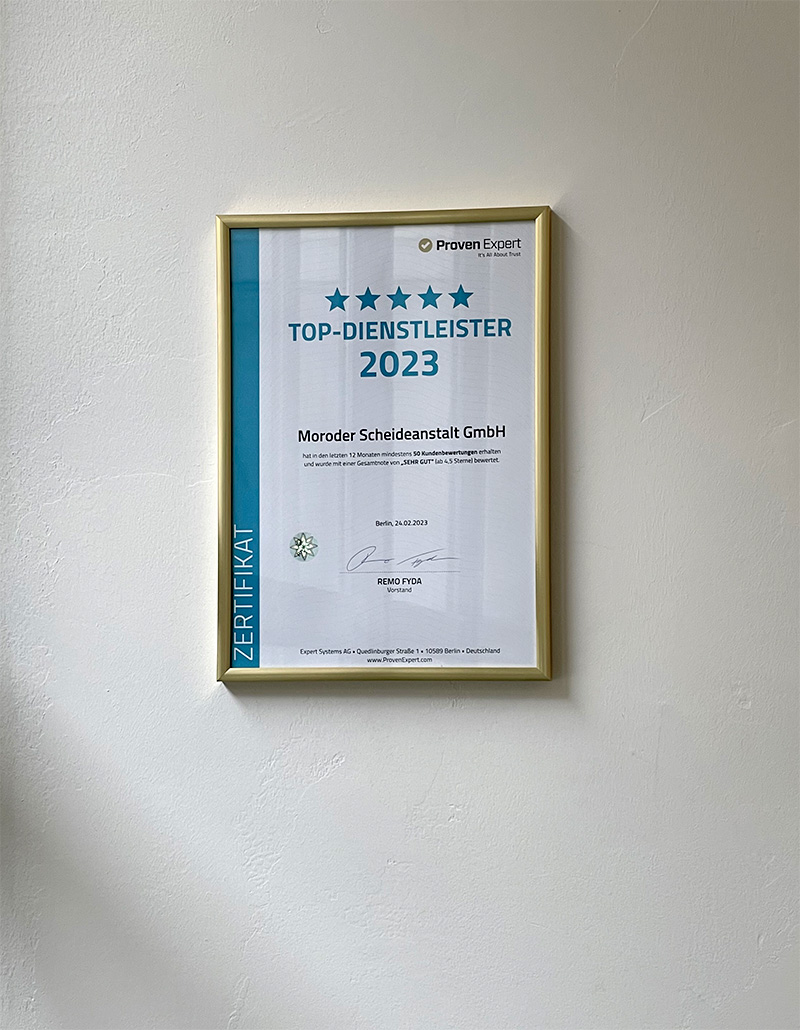 Proven Expert
It's All About Trust
TOP-DIENSTLEISTER
2023
Moroder Scheideanstalt GmbH
hat in den letzten 12 Monaten mindestens 50 Kundenbewertungen erhalten
und wurde mit einer Gesamtnote von „SEHR GUT" (ab 4,5 Sterne) bewertet.
Berlin, 24.02.2023
REMO FYDA
Vorstand
ZERTIFIKAT
Expert Systems AG • Quedlinburger Straße 1 • 10589 Berlin • Deutschland
www.ProvenExpert.com